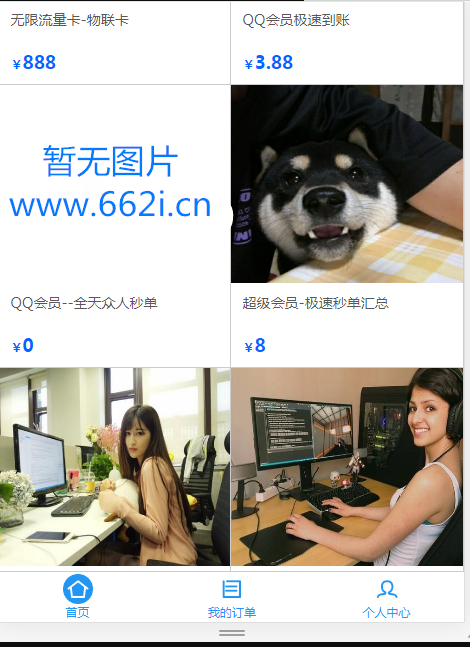 无限流量卡-物联卡
QQ会员极速到账
￥888
￥3.88
暂无图片
www.662i.cn
QQ会员--全天众人秒单
超级会员-极速秒单汇总
￥0
￥8
首页
我的订单
个人中心